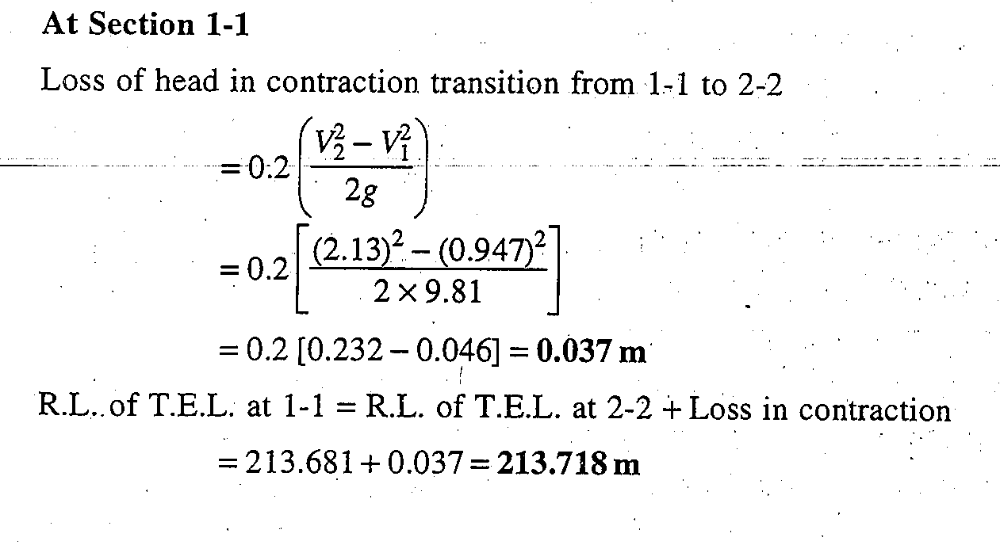 At Section 1-1
Loss of head in contraction transition from 1-1 to 2-2
= 0.2 ( (V₂² – V₁²) / 2g )
= 0.2 [ ((2.13)² – (0.947)²) / (2 × 9.81) ]
= 0.2 [0.232 – 0.046] = 0.037 m
R.L. of T.E.L. at 1-1 = R.L. of T.E.L. at 2-2 + Loss in contraction
= 213.681 + 0.037 = 213.718 m